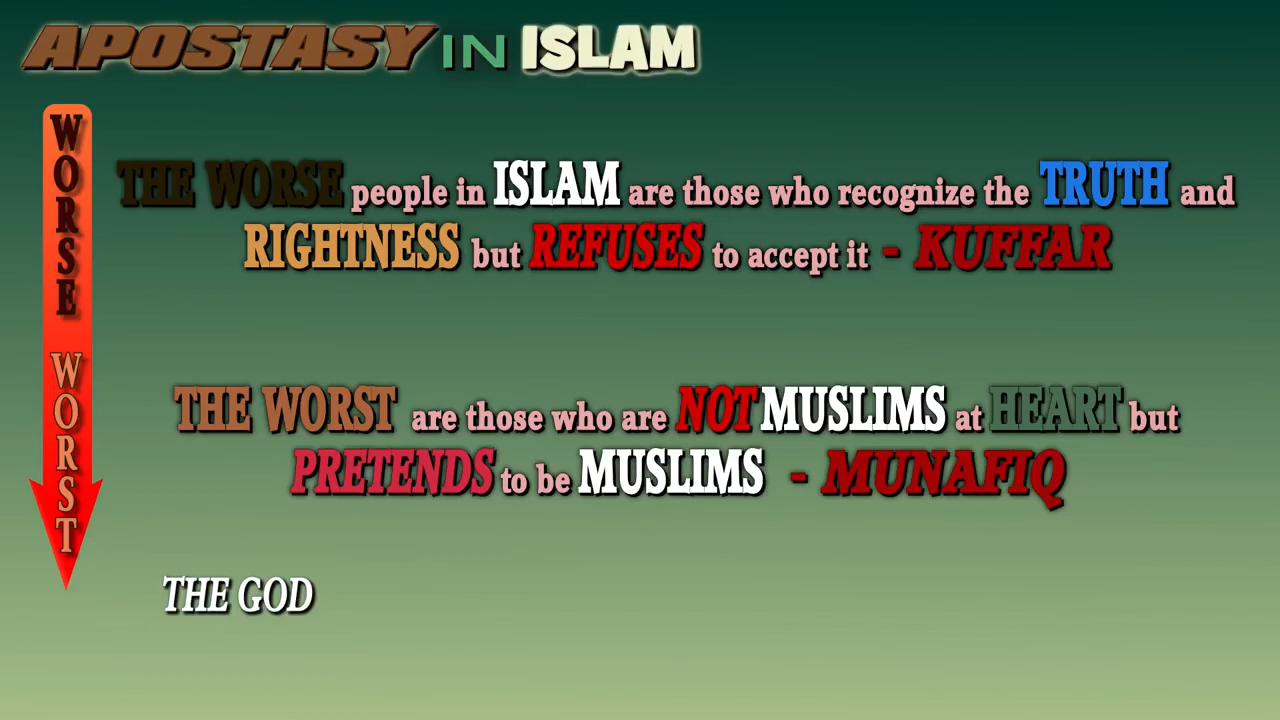 APOSTASY IN ISLAM
WORSE WORST
THE WORSE people in ISLAM are those who recognize the TRUTH and
RIGHTNESS but REFUSES to accept it - KUFFAR
THE WORST are those who are NOT MUSLIMS at HEART but
PRETENDS to be MUSLIMS - MUNAFIQ
THE GOD